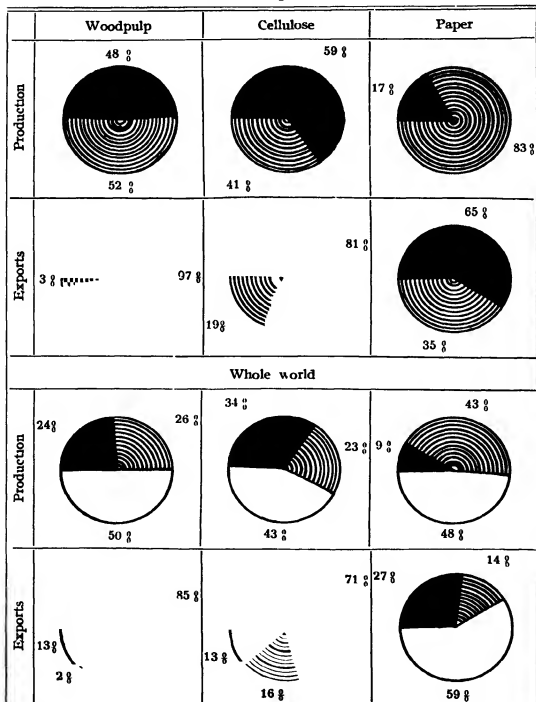 Woodpulp Cellulose Paper
48 % 59 %
17 %
Production
83 %
52 % 41 %
65 %
81 %
3 % 97 %
Exports
19%
35 %
Whole world
34 % 43 %
24% 26 % 23 % 9 %
Production
50 % 43 % 48 %
14 %
85 % 71 % 27 %
Exports
13% 13 %
2 %
16 % 59 %